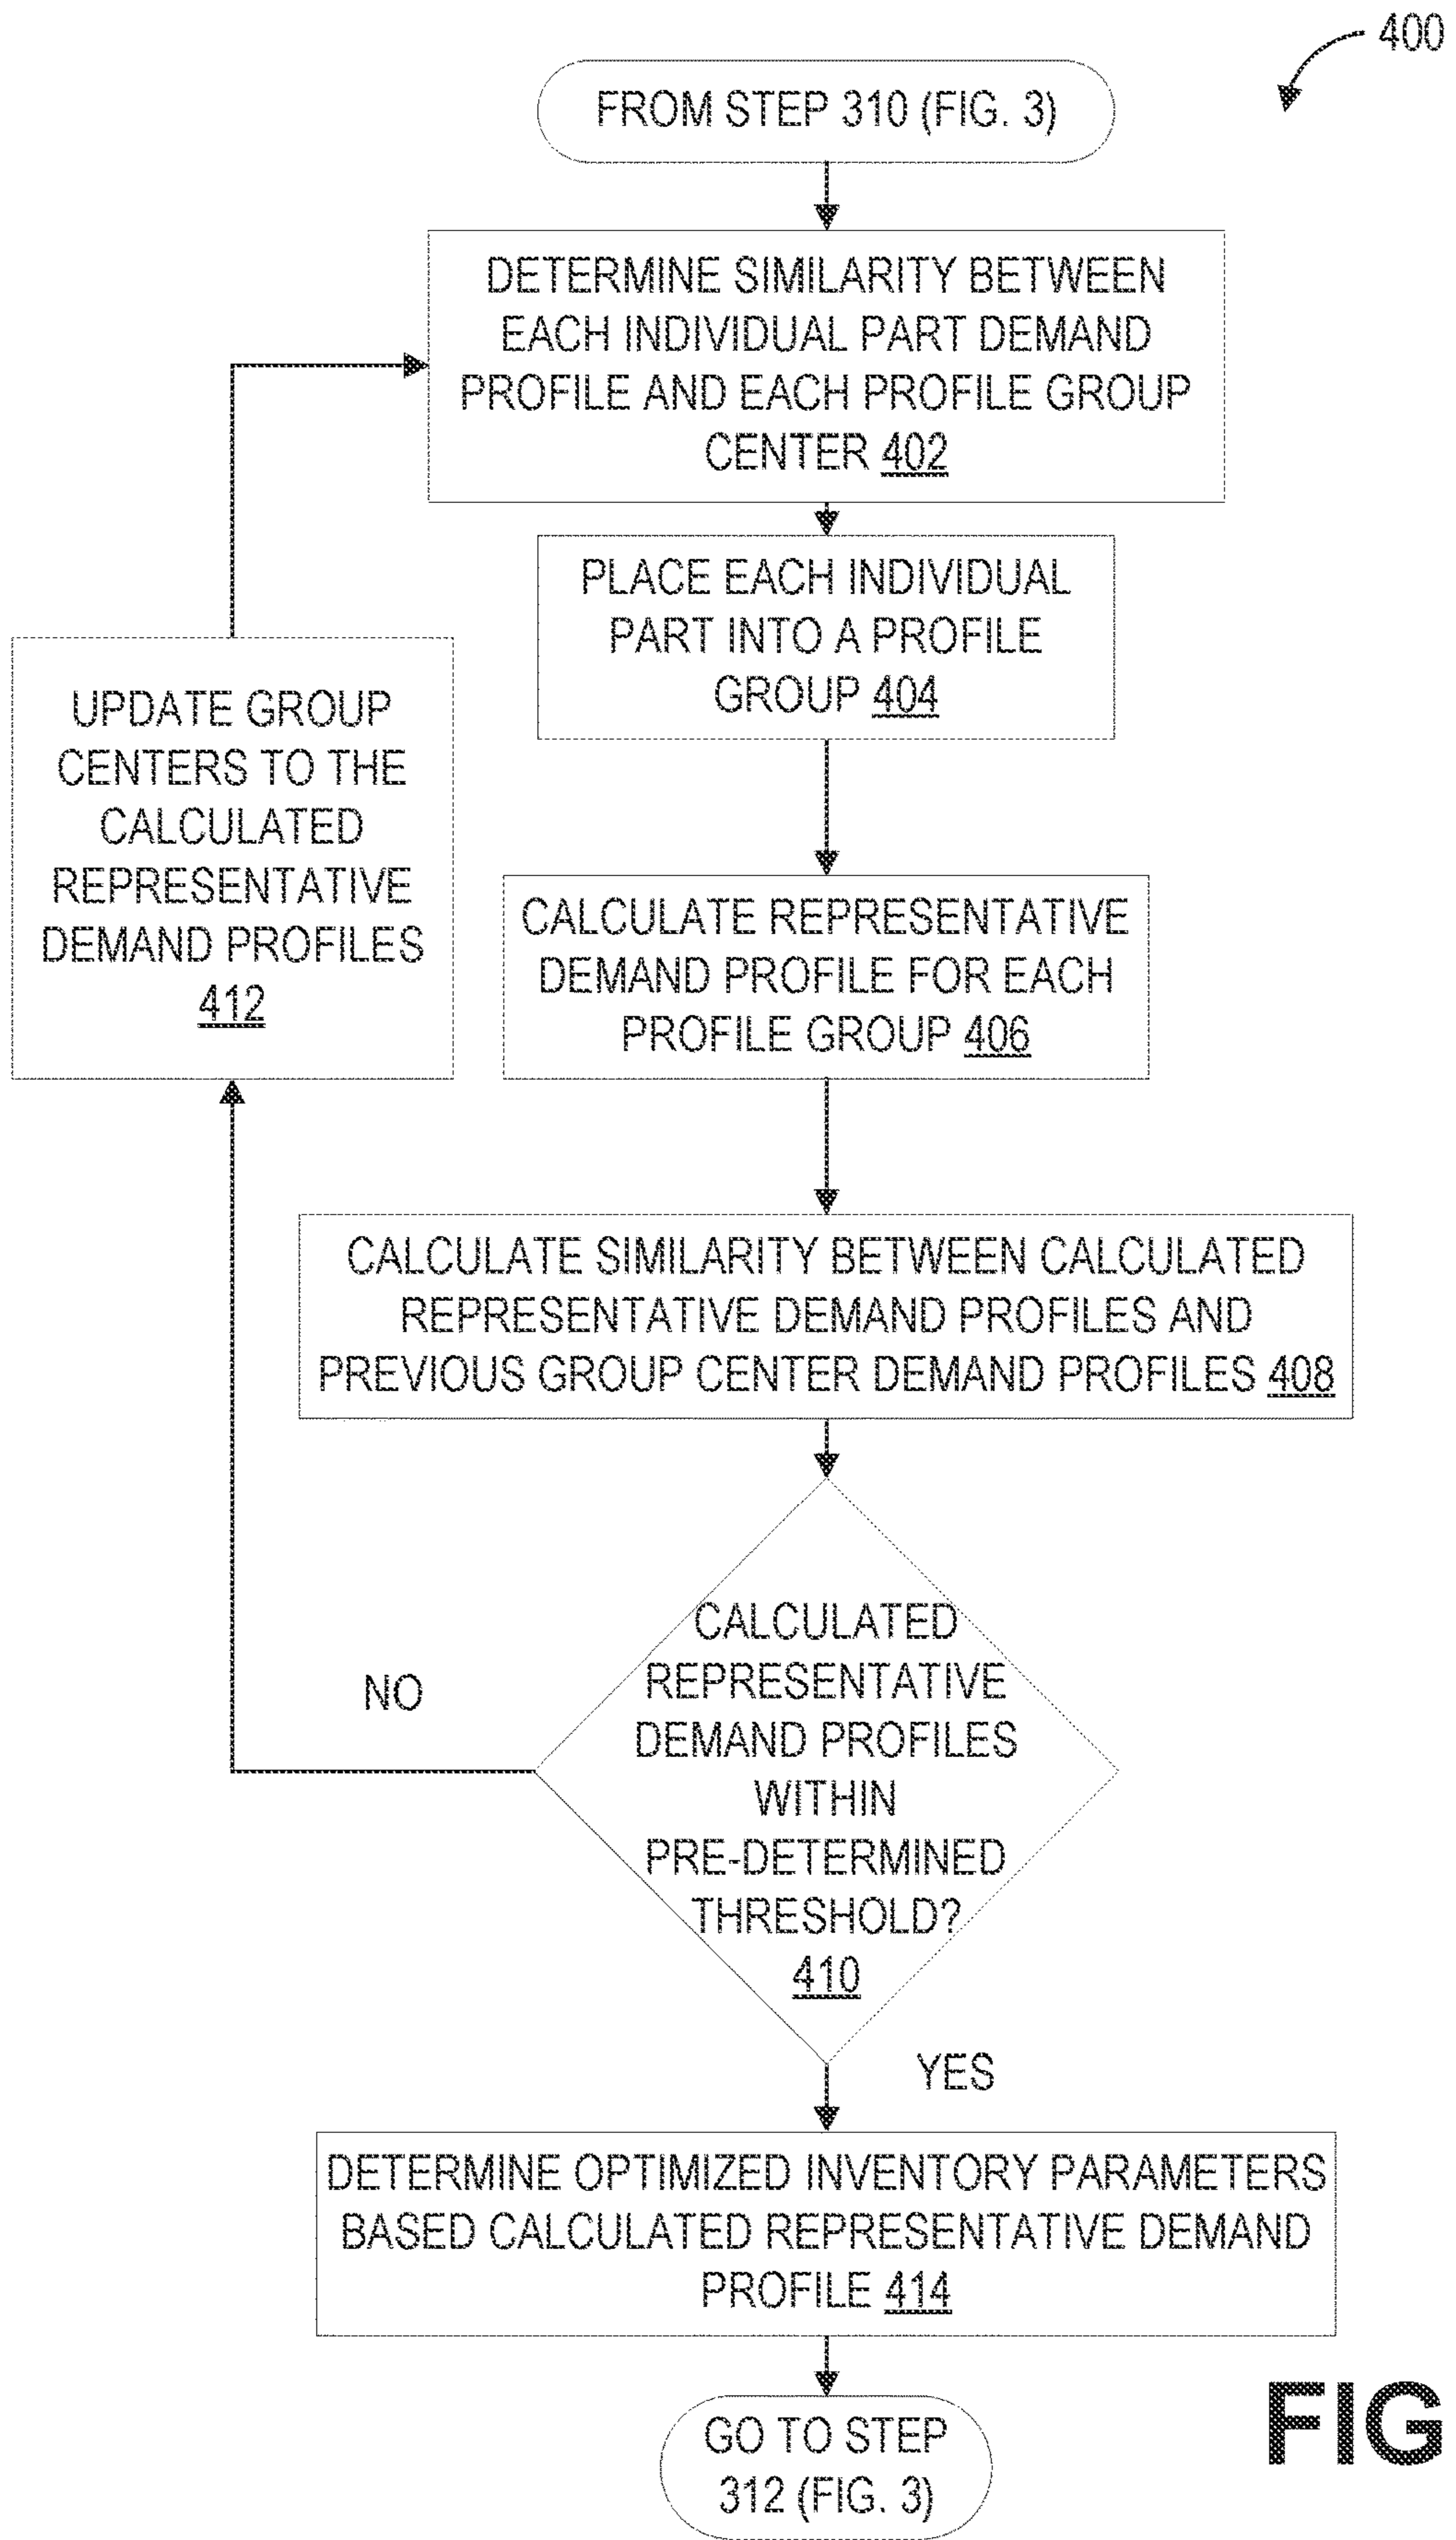 400
FROM STEP 310 (FIG. 3)
DETERMINE SIMILARITY BETWEEN
EACH INDIVIDUAL PART DEMAND
PROFILE AND EACH PROFILE GROUP
CENTER 402
PLACE EACH INDIVIDUAL
PART INTO A PROFILE
GROUP 404
UPDATE GROUP
CENTERS TO THE
CALCULATED
REPRESENTATIVE
DEMAND PROFILES
412
CALCULATE REPRESENTATIVE
DEMAND PROFILE FOR EACH
PROFILE GROUP 406
CALCULATE SIMILARITY BETWEEN CALCULATED
REPRESENTATIVE DEMAND PROFILES AND
PREVIOUS GROUP CENTER DEMAND PROFILES 408
CALCULATED
REPRESENTATIVE
DEMAND PROFILES
WITHIN
PRE-DETERMINED
THRESHOLD?
410
NO
YES
DETERMINE OPTIMIZED INVENTORY PARAMETERS
BASED CALCULATED REPRESENTATIVE DEMAND
PROFILE 414
GO TO STEP
312 (FIG. 3)
FIG